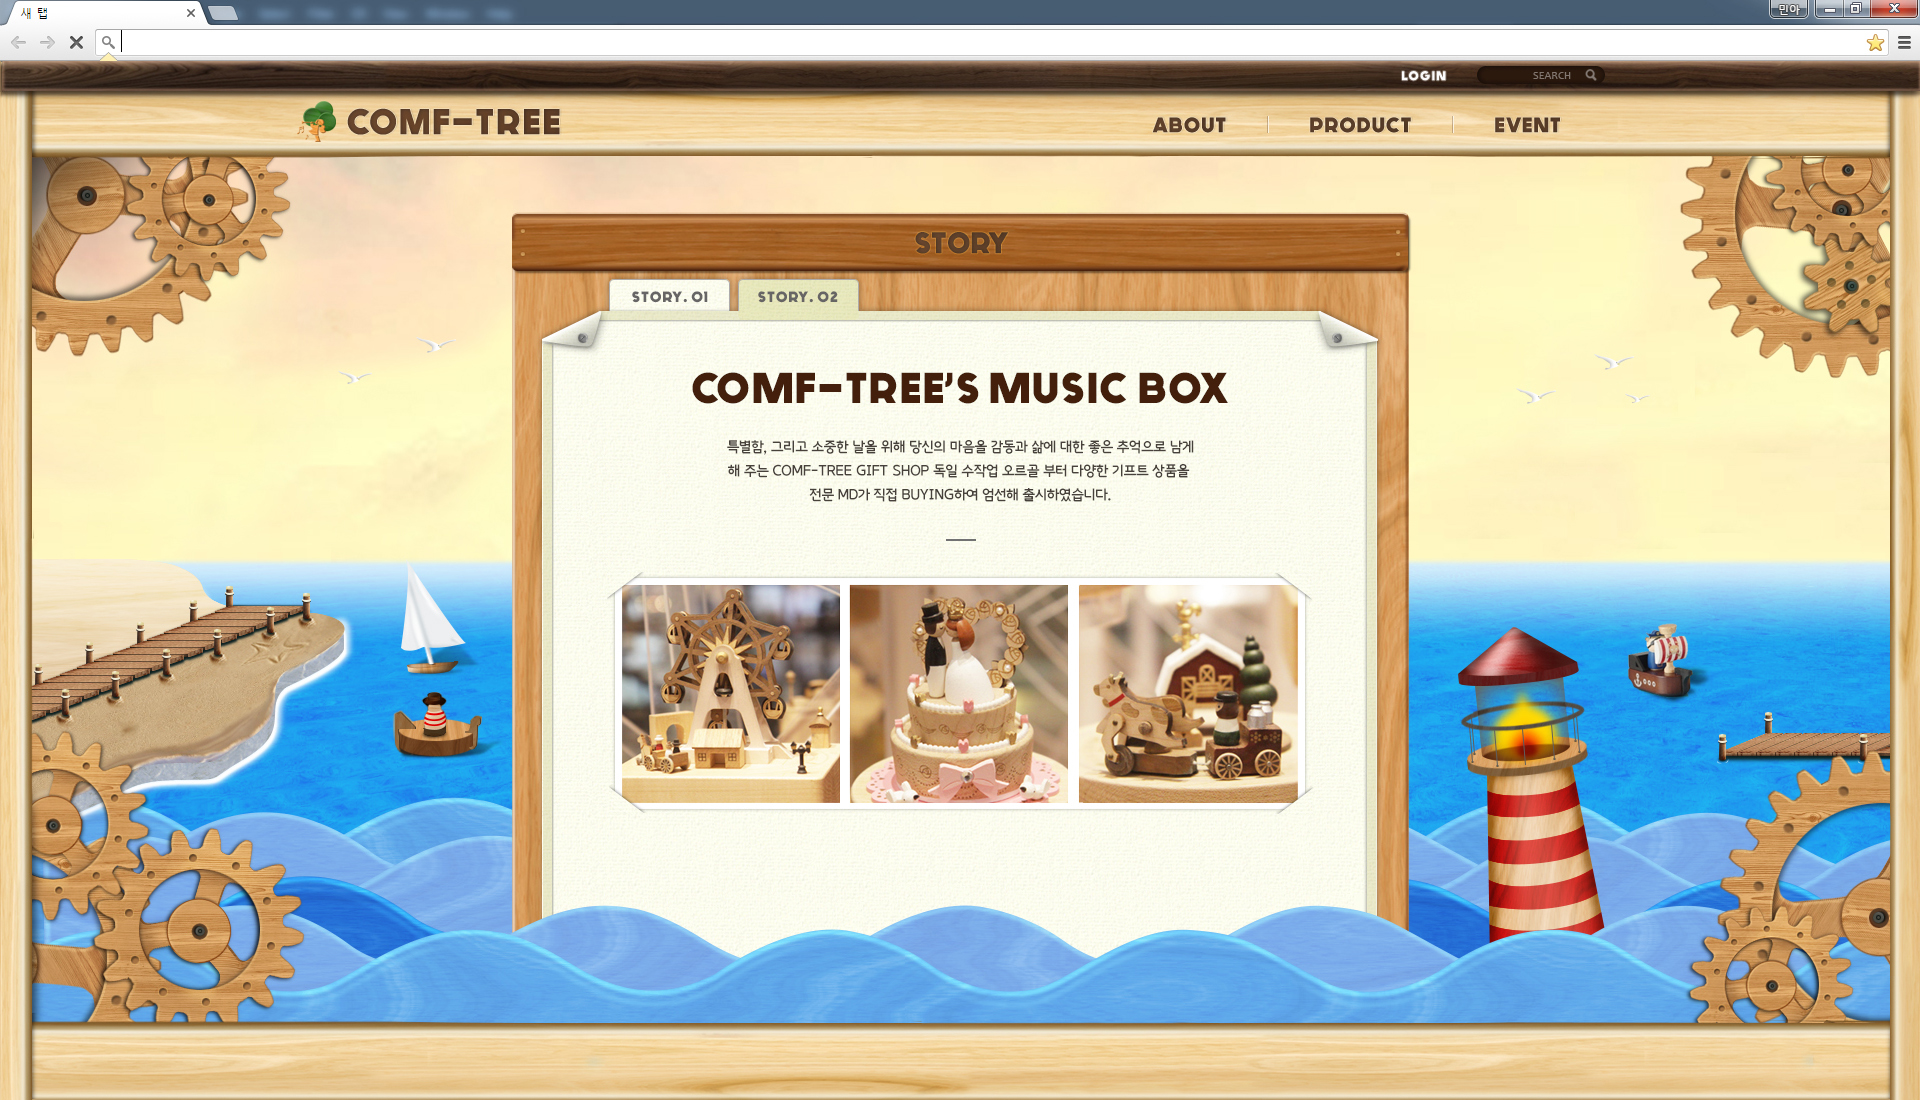 새 탭
민아
LOGIN
SEARCH
COMF-TREE
ABOUT
PRODUCT
EVENT
STORY
STORY. 01
STORY. 02
COMF-TREE'S MUSIC BOX
특별함, 그리고 소중한 날을 위해 당신의 마음을 감동과 삶에 대한 좋은 추억으로 남게
해 주는 COMF-TREE GIFT SHOP 독일 수작업 오르골 부터 다양한 기프트 상품을
전문 MD가 직접 BUYING하여 엄선해 출시하였습니다.